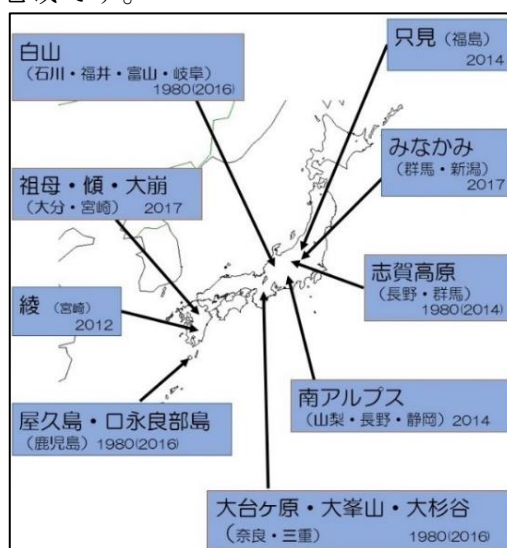 白山
（石川・福井・富山・岐阜）
1980(2016)
只見（福島）
2014
みなかみ
（群馬・新潟）
2017
祖母・傾・大崩
（大分・宮崎） 2017
志賀高原
（長野・群馬）
1980(2014)
綾（宮崎）
2012
南アルプス
（山梨・長野・静岡）2014
屋久島・口永良部島
（鹿児島）1980(2016)
大台ヶ原・大峯山・大杉谷
（奈良・三重） 1980(2016)